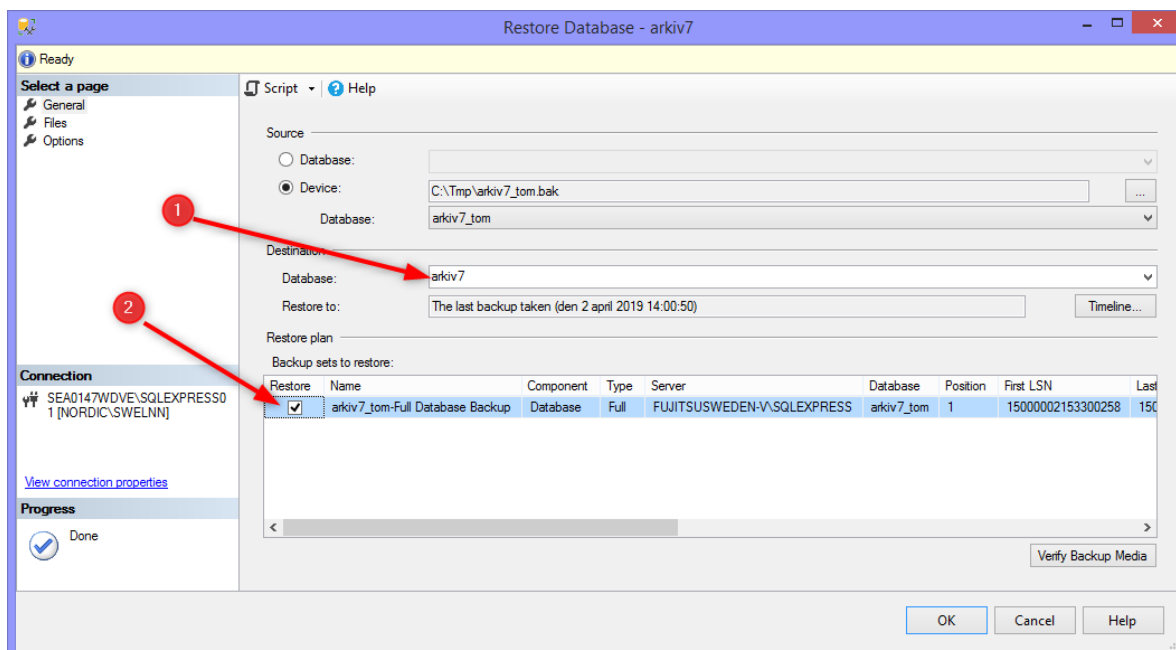 Restore Database - arkiv7
Ready
Select a page
General
Files
Options
Script
Help
Source
Database:
Device:
C:\Tmp\arkiv7_tom.bak
...
Database:
arkiv7_tom
1
Destination
Database:
arkiv7
2
Restore to:
The last backup taken (den 2 april 2019 14:00:50)
Timeline...
Restore plan
Backup sets to restore:
Restore Name Component Type Server Database Position First LSN Last
arkiv7_tom-Full Database Backup Database Full FUJITSUSWEDEN-V\SQLEXPRESS arkiv7_tom 1 15000002153300258 150
Connection
SEA0147WDVE\SQLEXPRESS0
1 [NORDIC\SWELNN]
View connection properties
Progress
Done
Verify Backup Media
OK Cancel Help